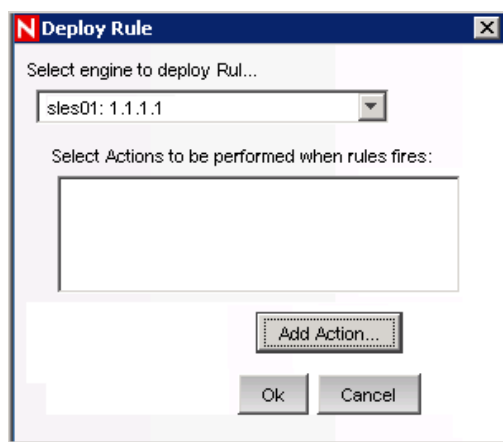 N Deploy Rule
Select engine to deploy Rul...
sles01: 1.1.1.1
Select Actions to be performed when rules fires:
Add Action...
Ok Cancel